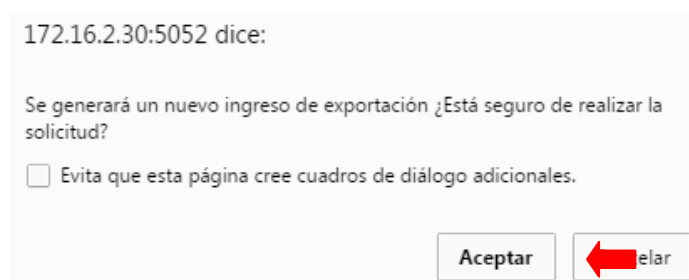 172.16.2.30:5052 dice:
Se generará un nuevo ingreso de exportación ¿Está seguro de realizar la
solicitud?
Evita que esta página cree cuadros de diálogo adicionales.
Aceptar
elar